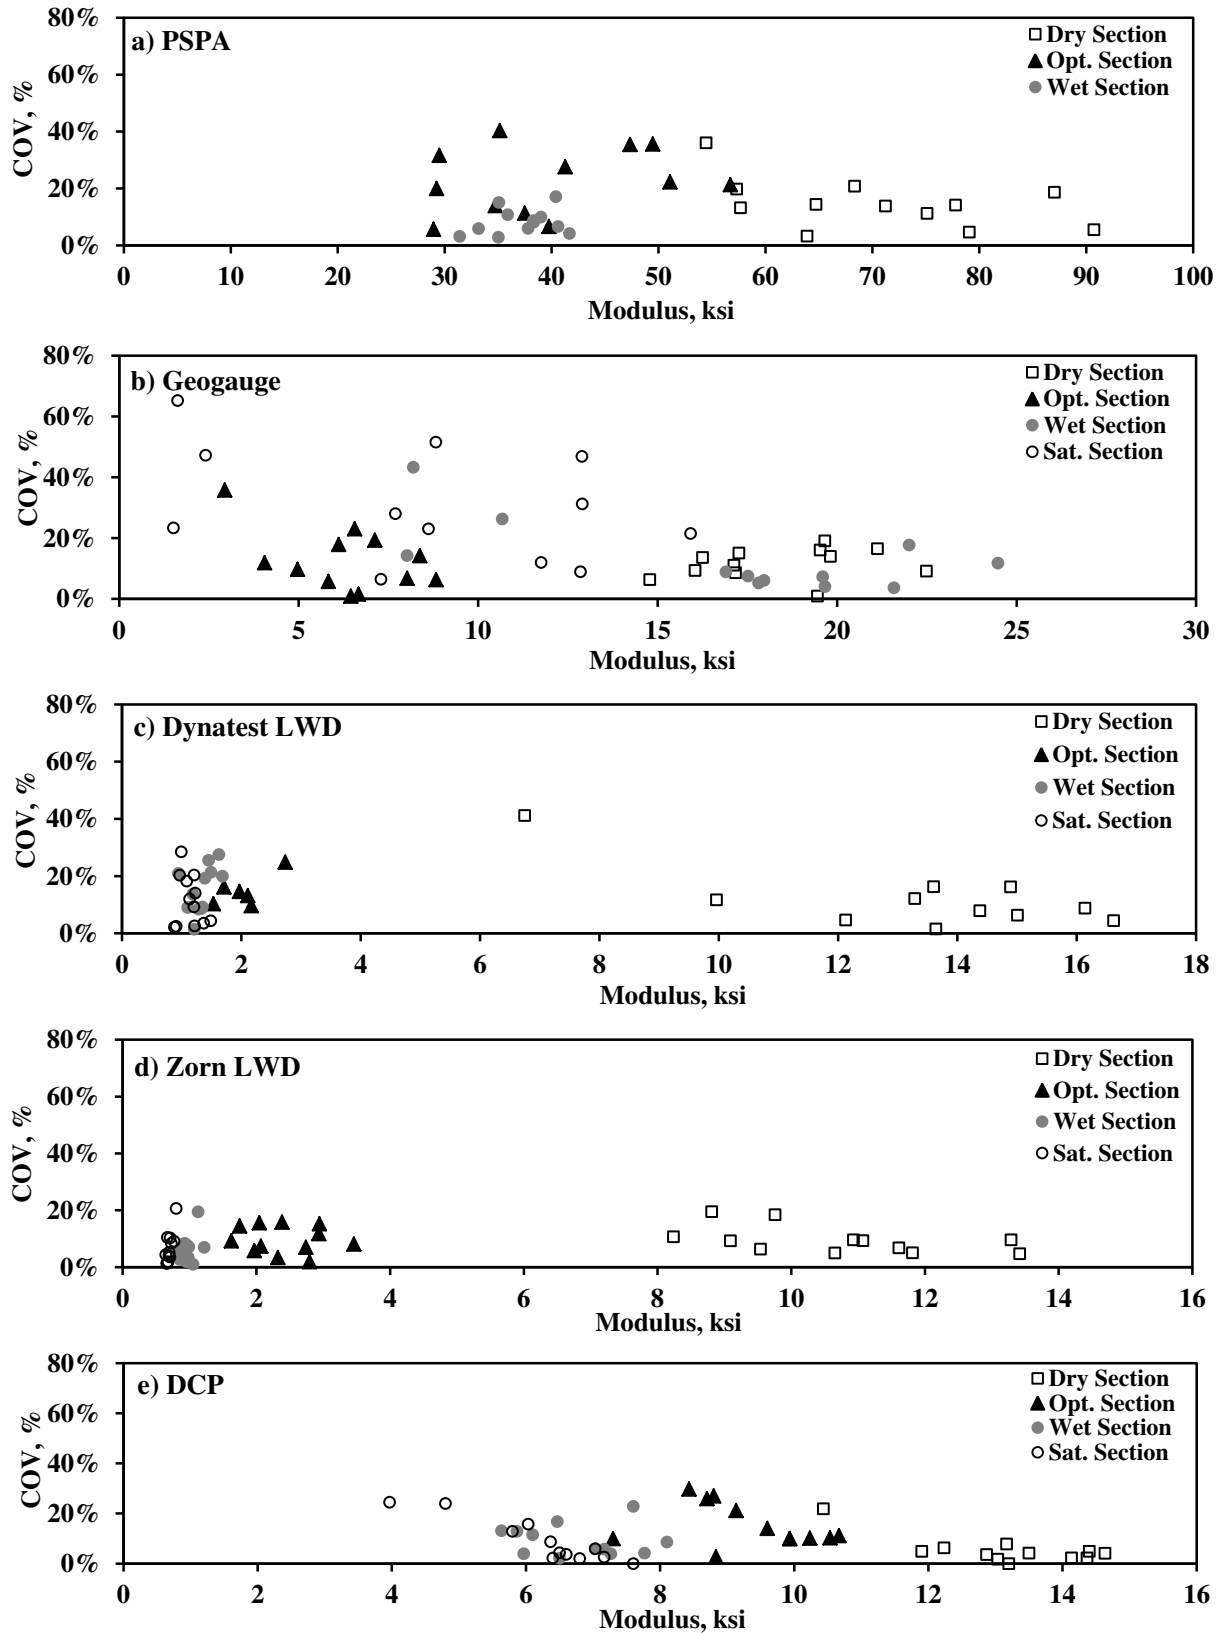 80%
a) PSPA
Dry Section
Opt. Section
Wet Section
60%
40%
20%
0%
COV, %
0 10 20 30 40 50 60 70 80 90 100
Modulus, ksi
80%
b) Geogauge
Dry Section
Opt. Section
Wet Section
Sat. Section
60%
40%
20%
0%
COV, %
0 5 10 15 20 25 30
Modulus, ksi
80%
c) Dynatest LWD
Dry Section
Opt. Section
Wet Section
Sat. Section
60%
40%
20%
0%
COV, %
0 2 4 6 8 10 12 14 16 18
Modulus, ksi
80%
d) Zorn LWD
Dry Section
Opt. Section
Wet Section
Sat. Section
60%
40%
20%
0%
COV, %
0 2 4 6 8 10 12 14 16
Modulus, ksi
80%
e) DCP
Dry Section
Opt. Section
Wet Section
Sat. Section
60%
40%
20%
0%
COV, %
0 2 4 6 8 10 12 14 16
Modulus, ksi